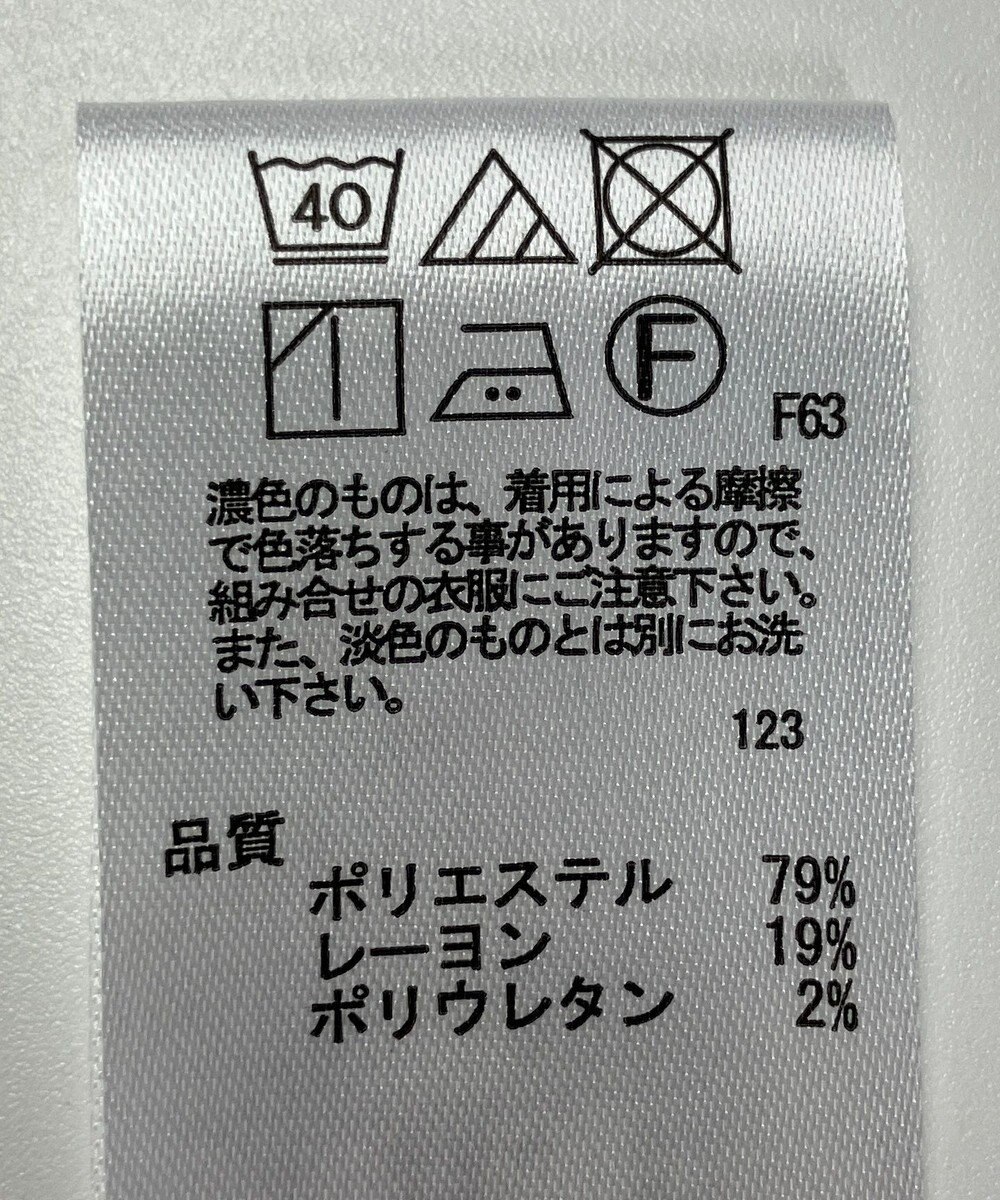 40
F
F63
濃色のものは、着用による摩擦
で色落ちする事がありますので、
組み合せの衣服にご注意下さい。
また、淡色のものとは別にお洗
い下さい。
123
品質
ポリエステル 79%
レーヨン 19%
ポリウレタン 2%